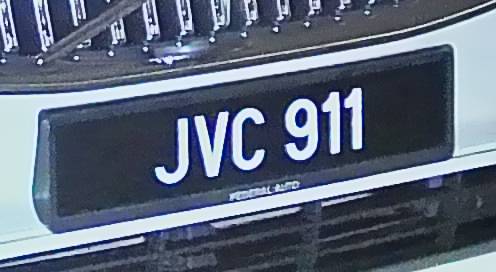 JVC 911
FEDERAL AUTO